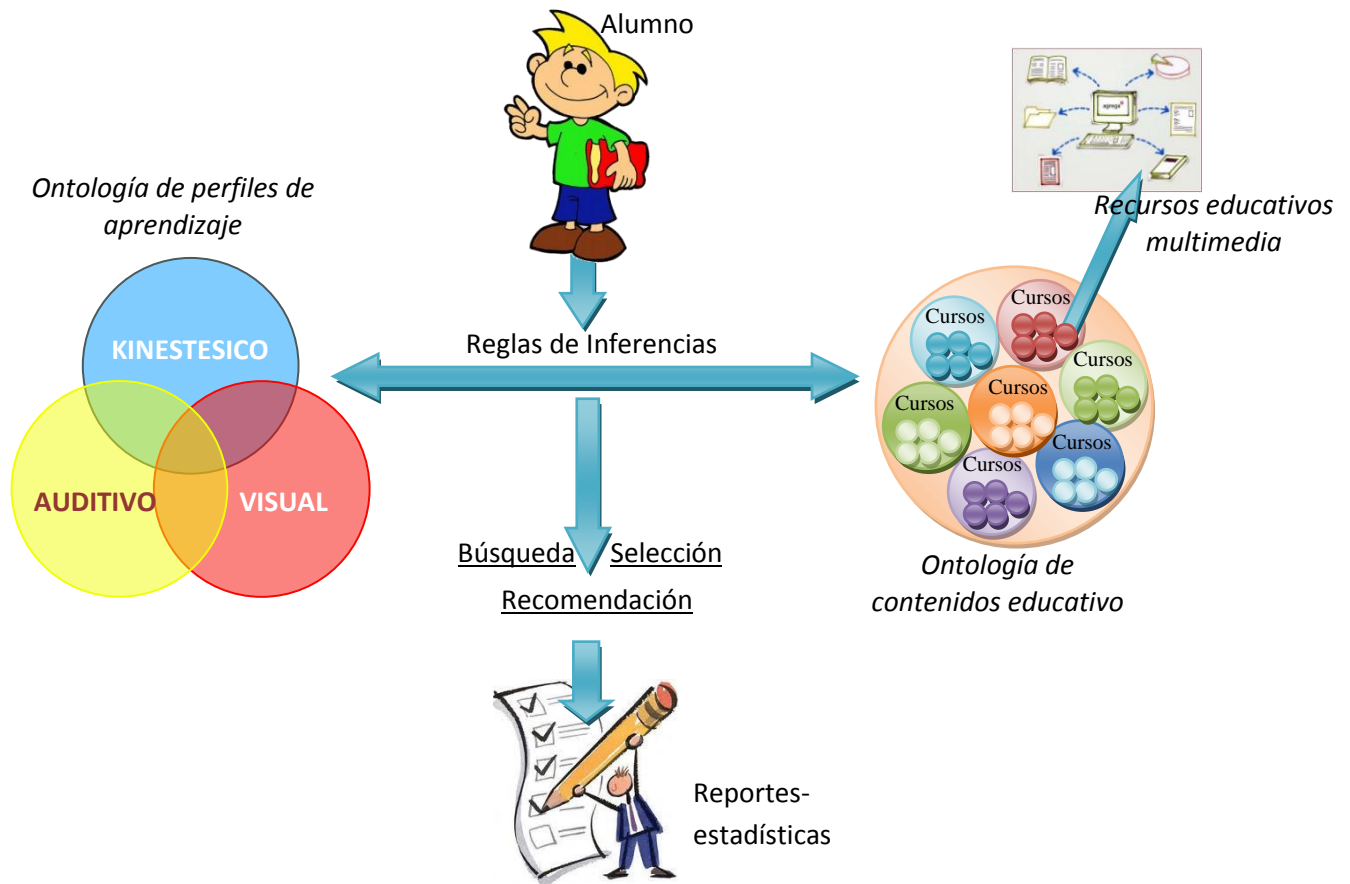 Alumno
agrega
Ontología de perfiles de
aprendizaje
Recursos educativos
multimedia
KINESTESICO
AUDITIVO
VISUAL
Reglas de Inferencias
Cursos
Cursos
Cursos
Cursos
Cursos
Cursos
Cursos
Búsqueda Selección
Recomendación
Ontología de
contenidos educativo
Reportes-
estadísticas